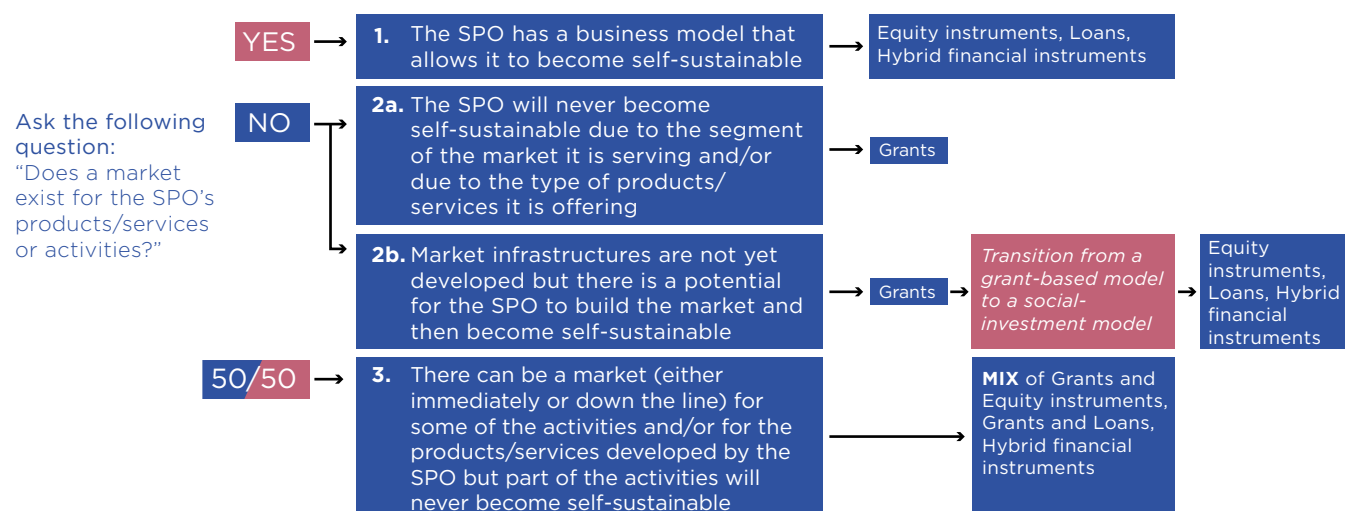 Ask the following
question:
“Does a market
exist for the SPO’s
products/services
or activities?”
YES
1. The SPO has a business model that
allows it to become self-sustainable
Equity instruments, Loans,
Hybrid financial instruments
NO
2a. The SPO will never become
self-sustainable due to the segment
of the market it is serving and/or
due to the type of products/
services it is offering
Grants
2b. Market infrastructures are not yet
developed but there is a potential
for the SPO to build the market and
then become self-sustainable
Grants
Transition from a
grant-based model
to a social-
investment model
Equity
instruments,
Loans, Hybrid
financial
instruments
50/50
3. There can be a market (either
immediately or down the line) for
some of the activities and/or for the
products/services developed by the
SPO but part of the activities will
never become self-sustainable
MIX of Grants and
Equity instruments,
Grants and Loans,
Hybrid financial
instruments